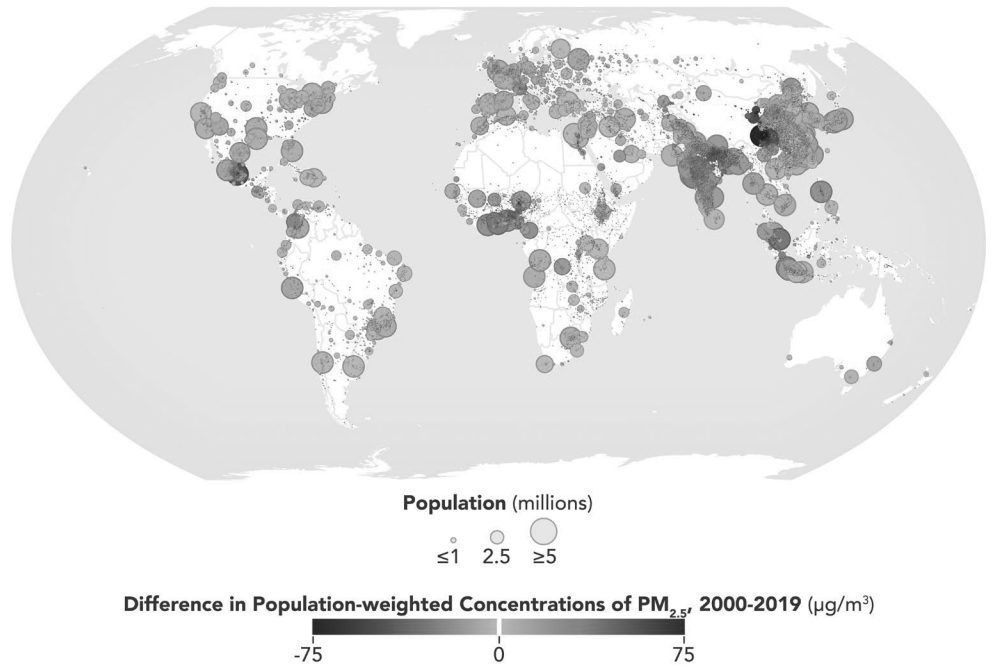 Population (millions)
≤1 2.5 ≥5
Difference in Population-weighted Concentrations of PM2.5, 2000-2019 (µg/m³)
-75 0 75